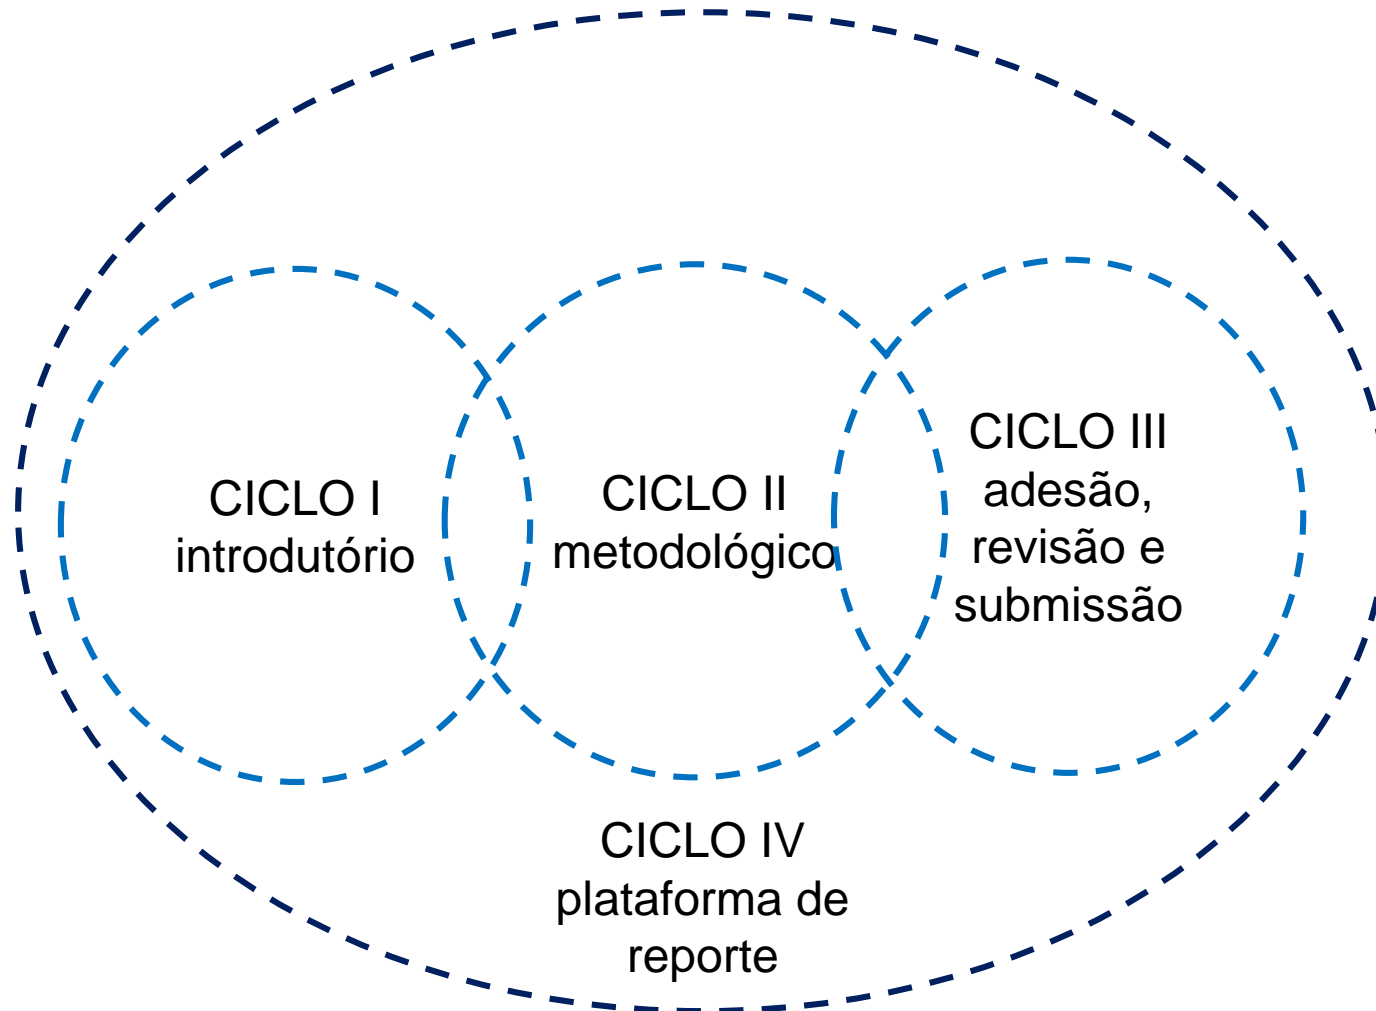 CICLO I
introdutório
CICLO II
metodológico
CICLO III
adesão,
revisão e
submissão
CICLO IV
plataforma de
reporte